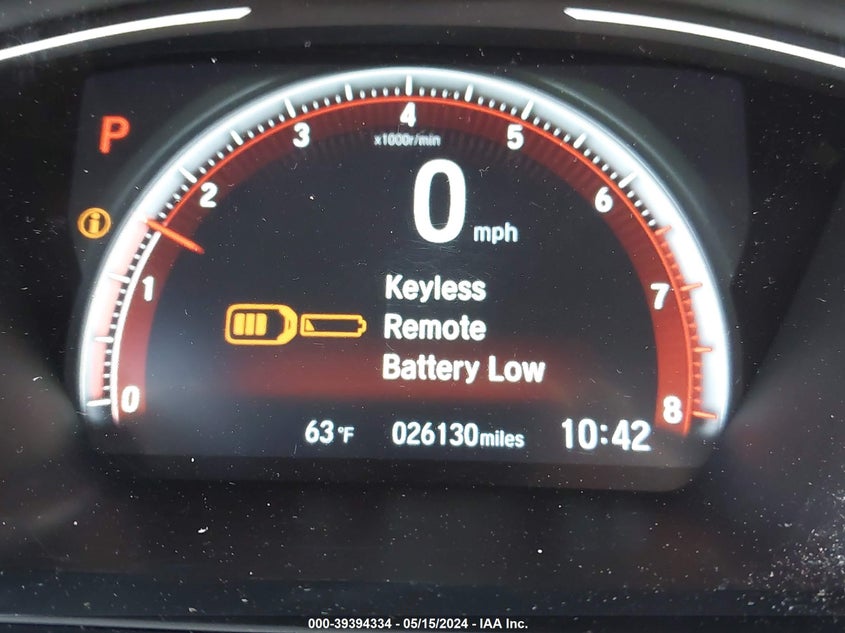 P
0
1
2
3
4
5
6
7
8
x1000r/min
0 mph
Keyless
Remote
Battery Low
63°F 026130miles 10:42
000-39394334 - 05/15/2024 - IAA Inc.